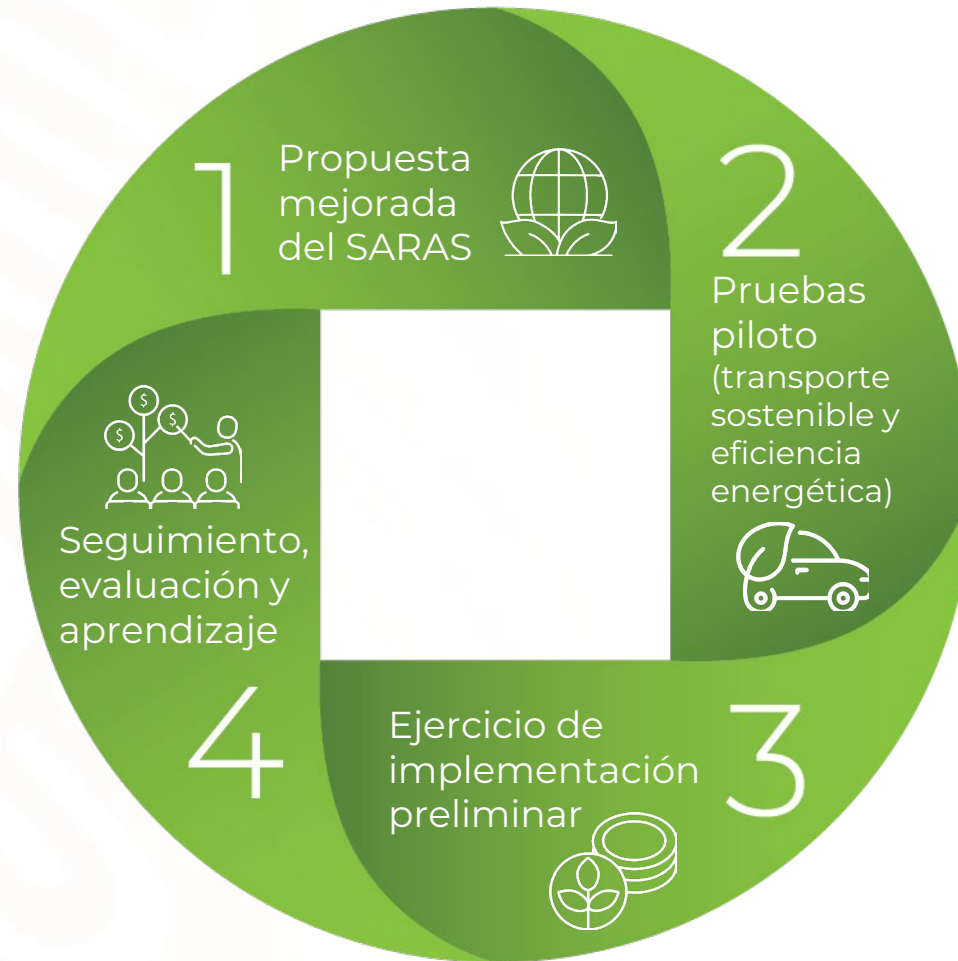 1
Propuesta
mejorada
del SARAS
2
Pruebas
piloto
(transporte
sostenible y
eficiencia
energética)
3
Ejercicio de
implementación
preliminar
4
Seguimiento,
evaluación y
aprendizaje
$
$
$